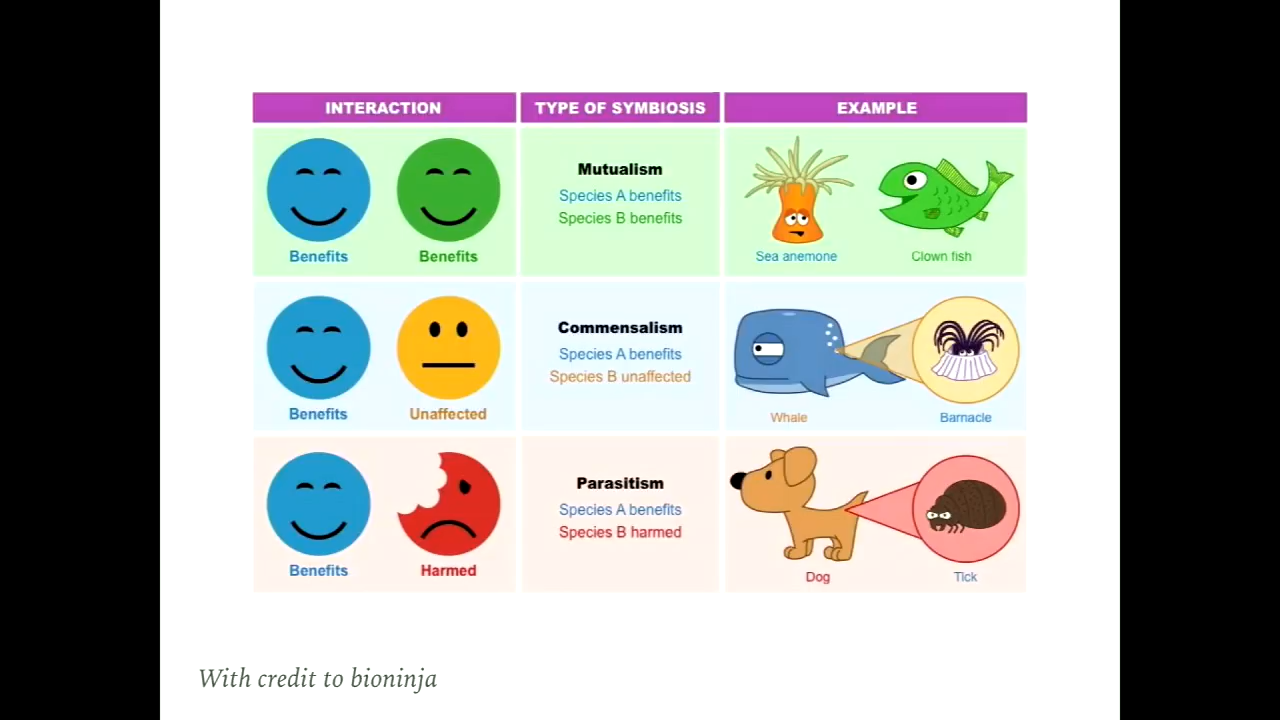 INTERACTION TYPE OF SYMBIOSIS EXAMPLE
Benefits Benefits
Mutualism
Species A benefits
Species B benefits
Sea anemone Clown fish
Benefits Unaffected
Commensalism
Species A benefits
Species B unaffected
Whale Barnacle
Benefits Harmed
Parasitism
Species A benefits
Species B harmed
Dog Tick
With credit to bioninja